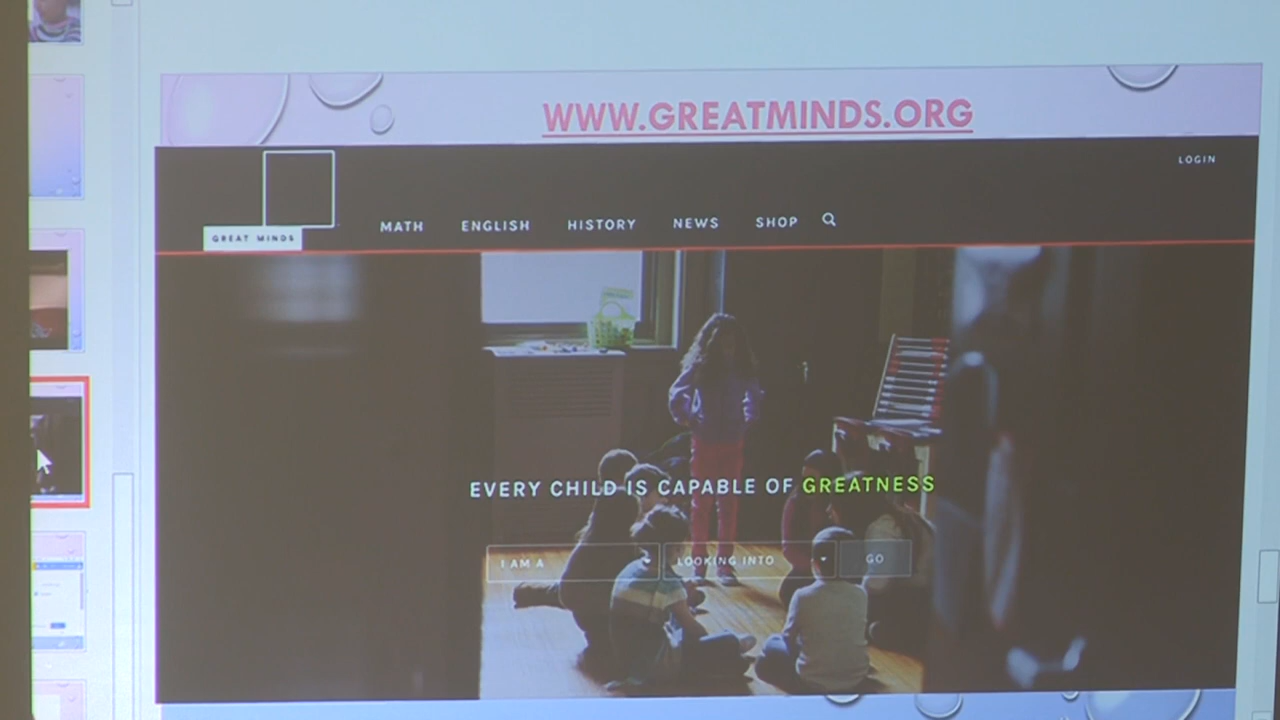 WWW.GREATMINDS.ORG
LOGIN
GREAT MINDS
MATH ENGLISH HISTORY NEWS SHOP
EVERY CHILD IS CAPABLE OF GREATNESS
I AM A LOOKING INTO GO